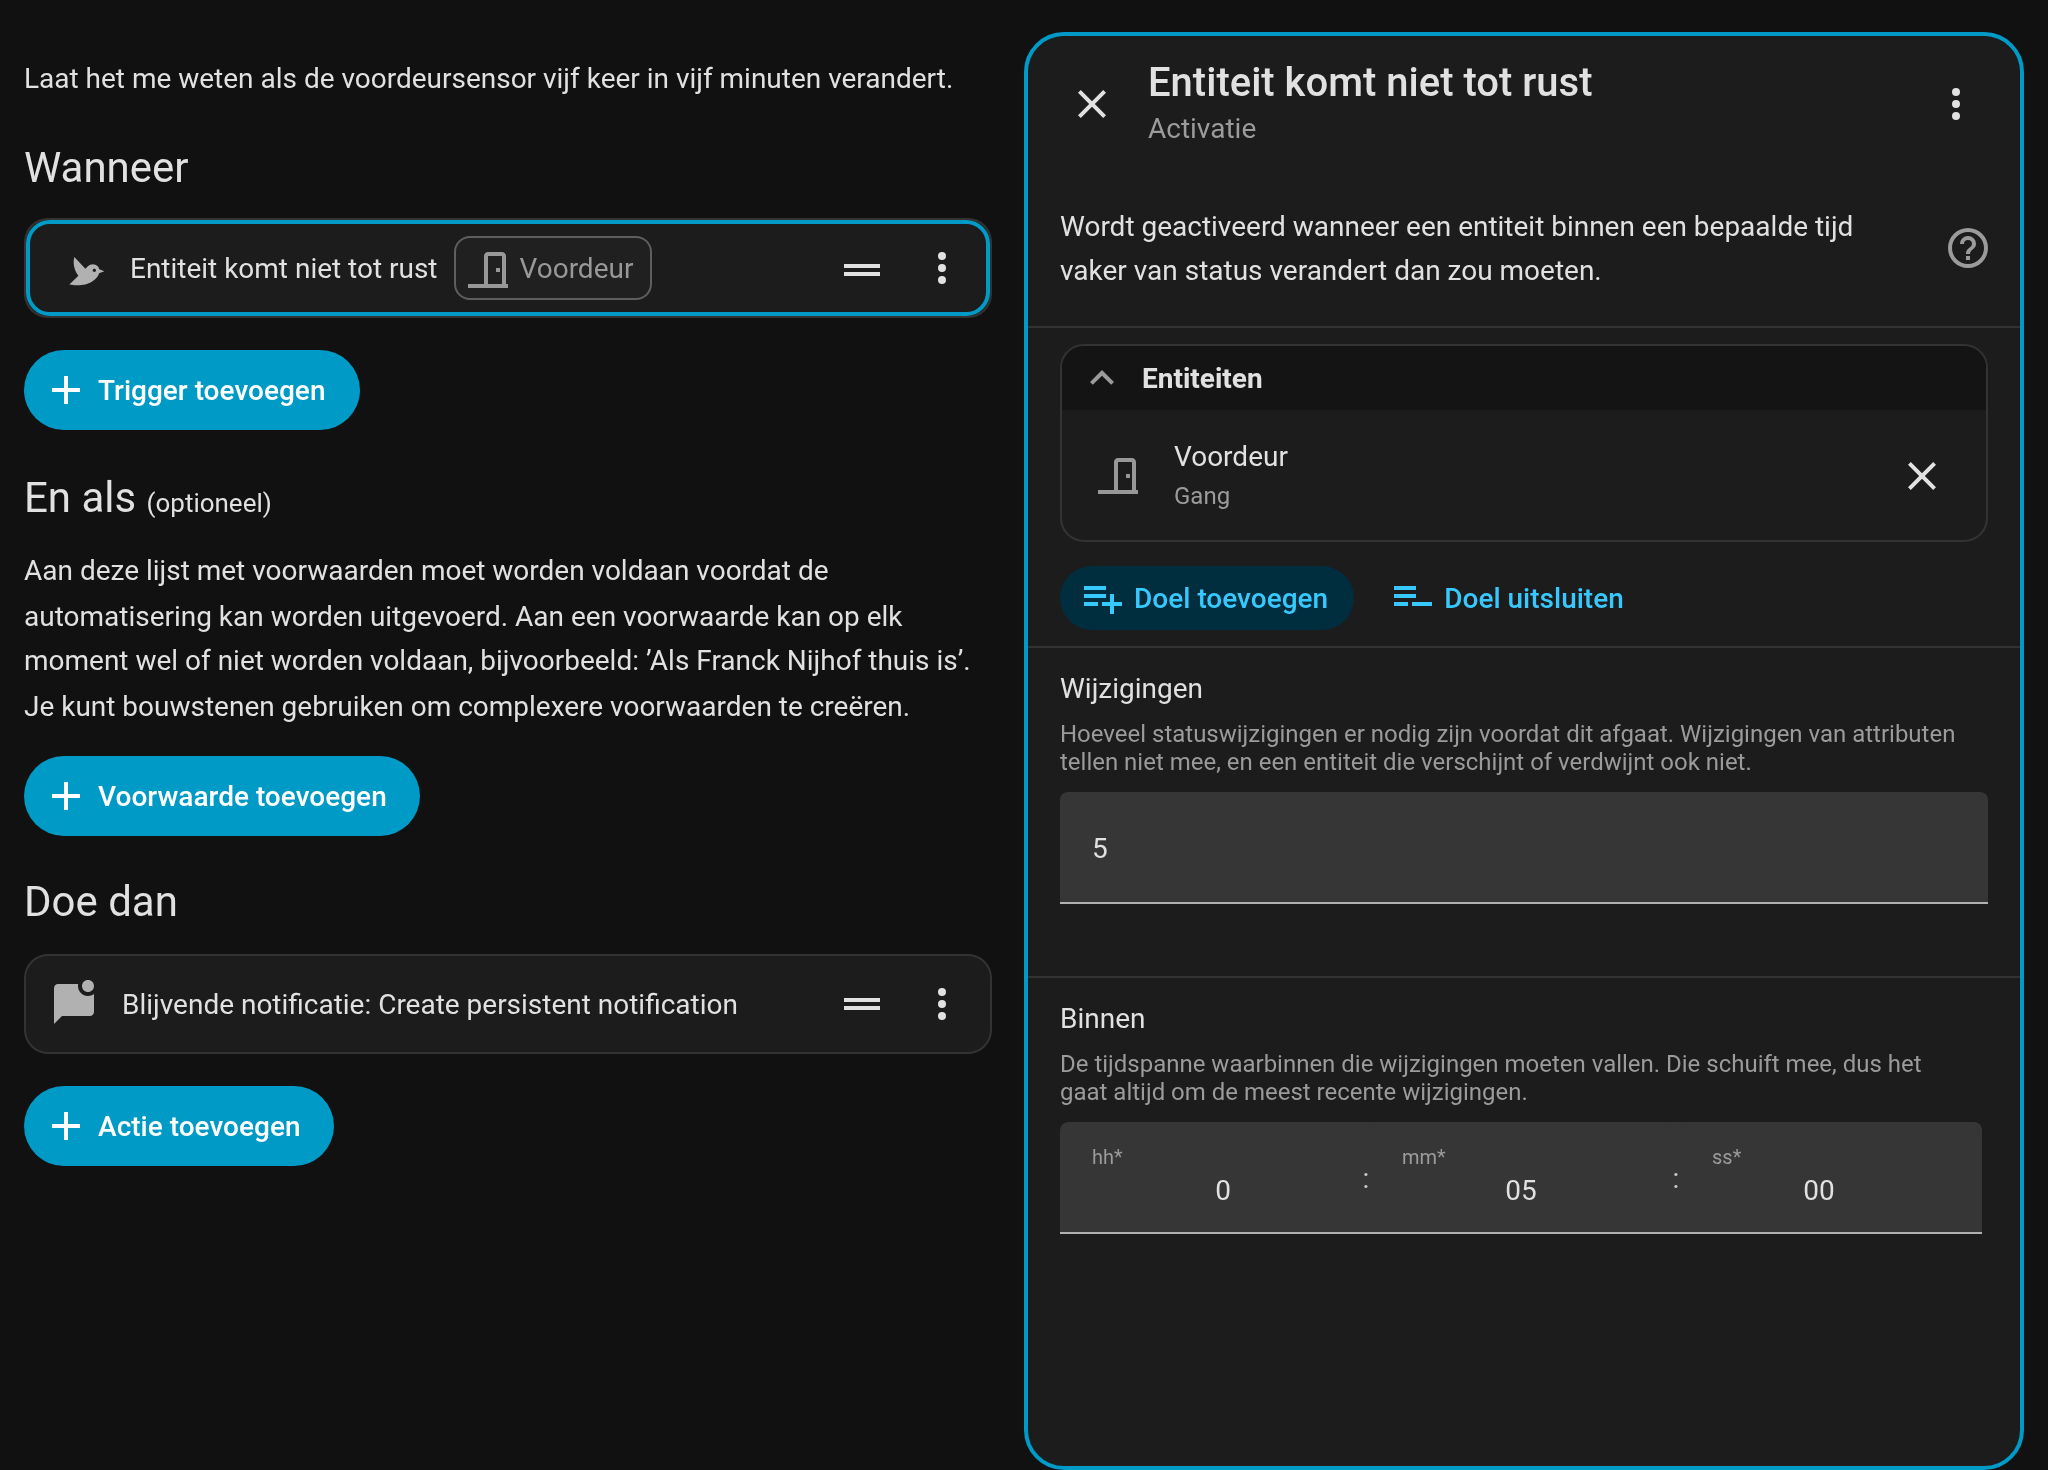 Laat het me weten als de voordeursensor vijf keer in vijf minuten verandert.
Wanneer
Entiteit komt niet tot rust
Voordeur
Trigger toevoegen
En als (optioneel)
Aan deze lijst met voorwaarden moet worden voldaan voordat de
automatisering kan worden uitgevoerd. Aan een voorwaarde kan op elk
moment wel of niet worden voldaan, bijvoorbeeld: ’Als Franck Nijhof thuis is’.
Je kunt bouwstenen gebruiken om complexere voorwaarden te creëren.
Voorwaarde toevoegen
Doe dan
Blijvende notificatie: Create persistent notification
Actie toevoegen
Entiteit komt niet tot rust
Activatie
Wordt geactiveerd wanneer een entiteit binnen een bepaalde tijd
vaker van status verandert dan zou moeten.
Entiteiten
Voordeur
Gang
Doel toevoegen
Doel uitsluiten
Wijzigingen
Hoeveel statuswijzigingen er nodig zijn voordat dit afgaat. Wijzigingen van attributen
tellen niet mee, en een entiteit die verschijnt of verdwijnt ook niet.
5
Binnen
De tijdspanne waarbinnen die wijzigingen moeten vallen. Die schuift mee, dus het
gaat altijd om de meest recente wijzigingen.
hh* mm* ss*
0 : 05 : 00